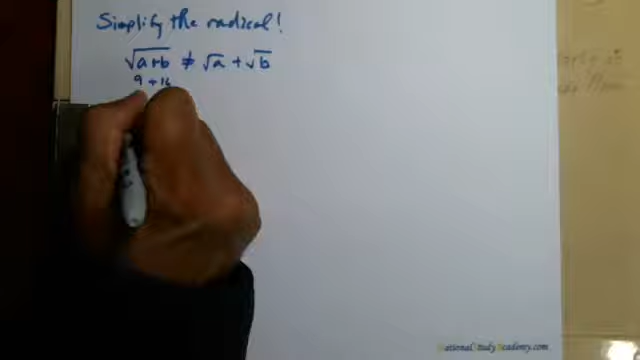 Simplify the radical!
√(a+b) ≠ √a + √b
9 + 16
NationalStudyAcademy.com